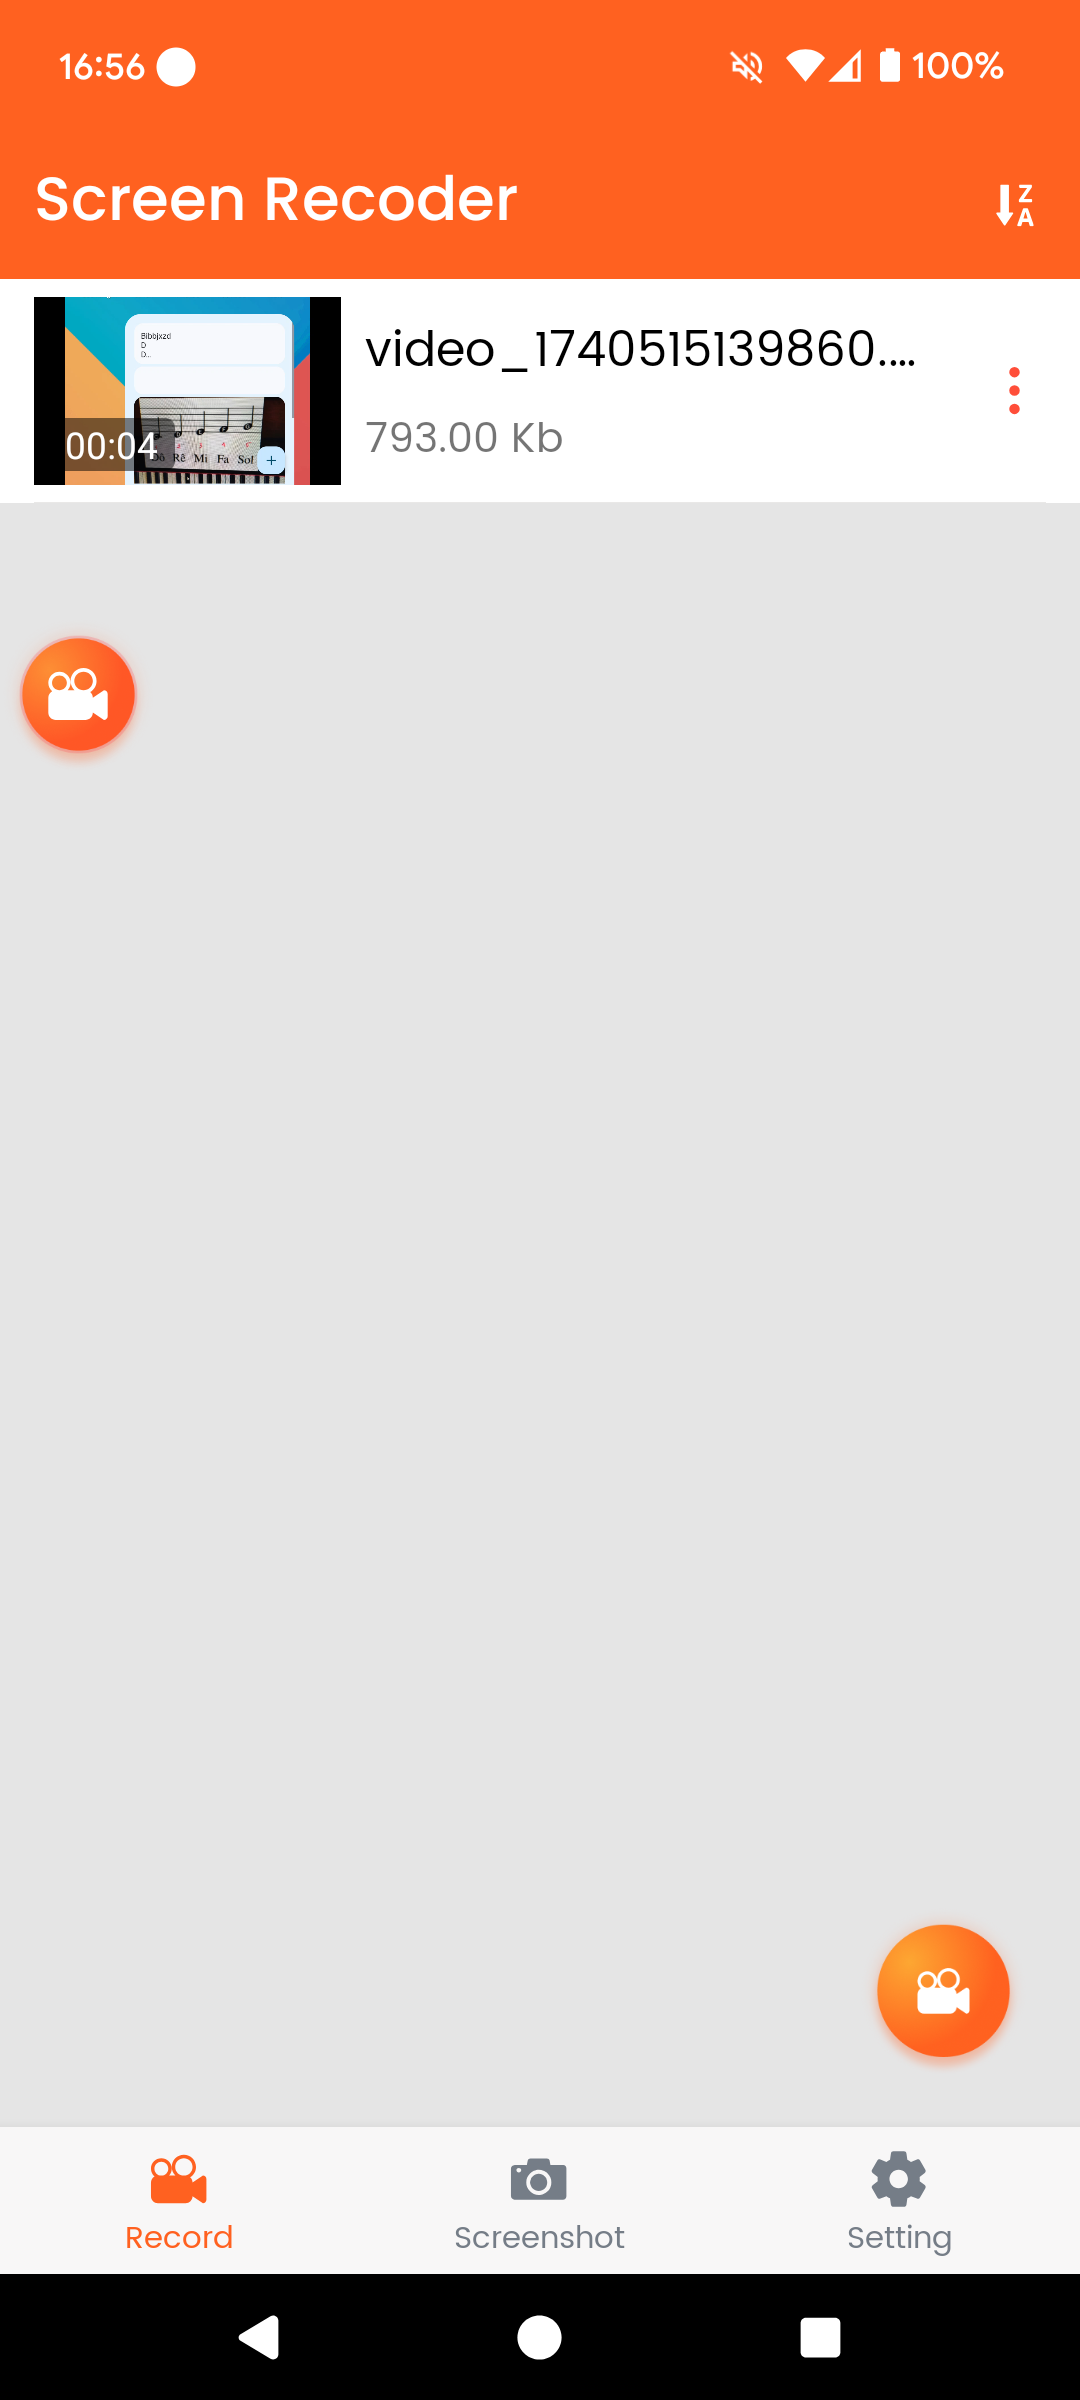 16:56
100%
Screen Recoder
Z
A
Bibbjxzd
D
D...
00:04
Rê Mi Fa Sol
video_1740515139860....
793.00 Kb
Record
Screenshot
Setting